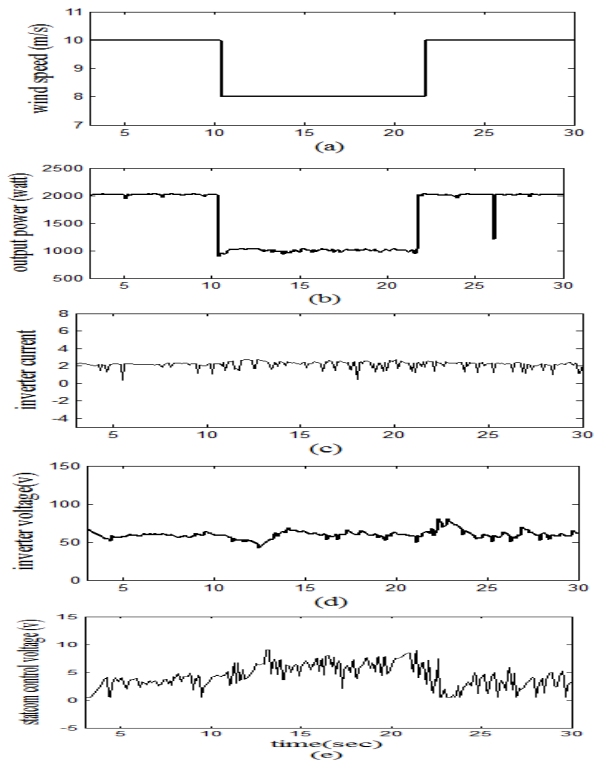 11
10
9
8
7
wind speed (m/s)
5 10 15 20 25 30
(a)
2500
2000
1500
1000
500
output power (watt)
5 10 15 20 25 30
(b)
8
6
4
2
0
-2
-4
inverter current
5 10 15 20 25 30
(c)
150
100
50
0
inverter voltage(v)
5 10 15 20 25 30
(d)
15
10
5
0
-5
statcom control voltage (v)
5 10 15 20 25 30
time(sec)
(e)